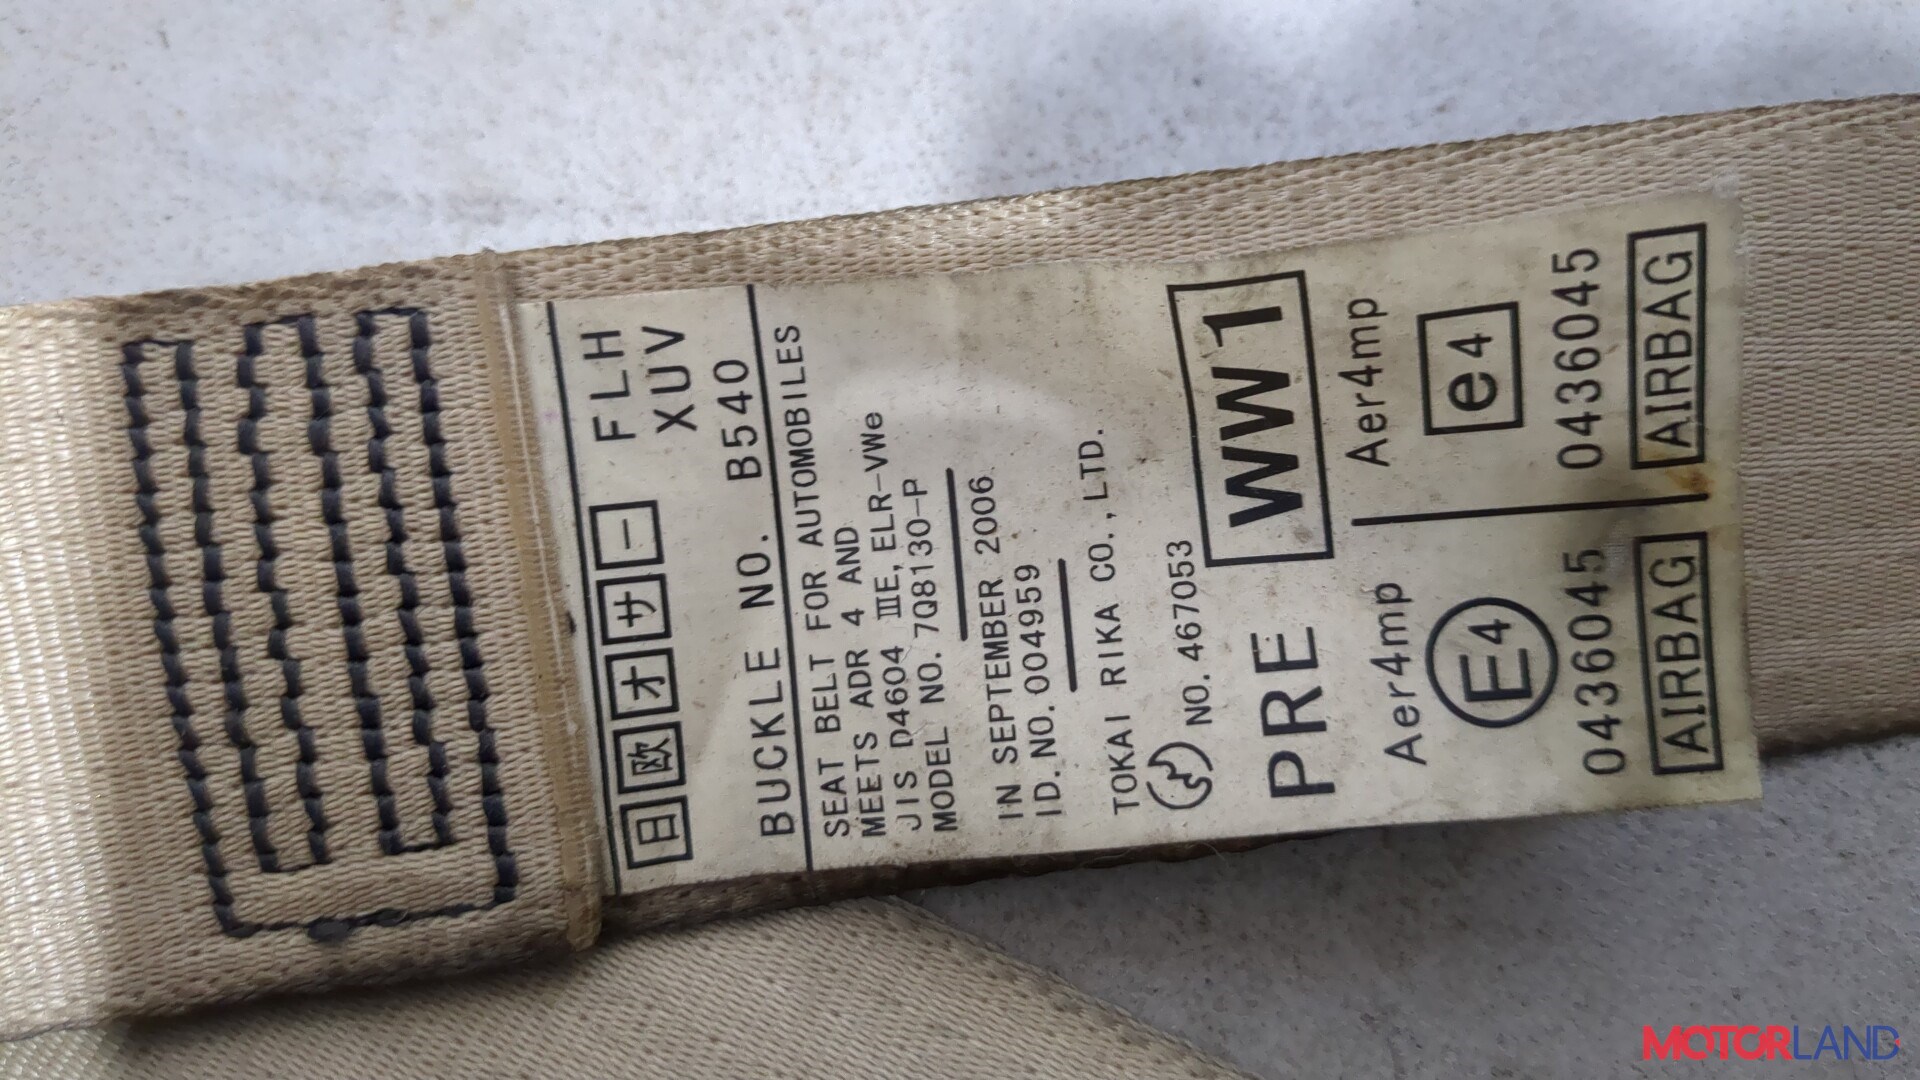 日 欧 オ サ 一 FLH
XUV
BUCKLE NO. B540
SEAT BELT FOR AUTOMOBILES
MEETS ADR 4 AND
JIS D4604 ⅢE, ELR-VWe
MODEL NO. 7Q8130-P
IN SEPTEMBER 2006
ID. NO. 004959
TOKAI RIKA CO., LTD.
NO. 467053
PRE WW1
Aer4mp Aer4mp
E4 e4
0436045 0436045
AIRBAG AIRBAG
MOTORLAND